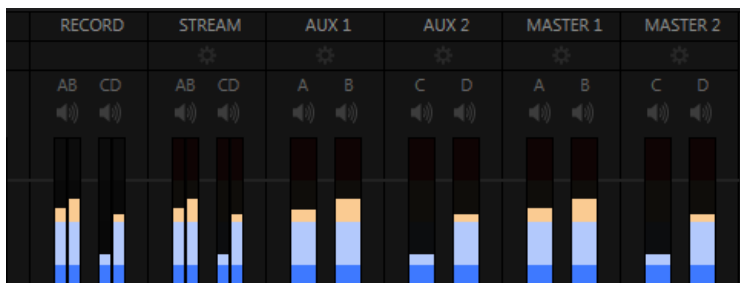 RECORD STREAM AUX 1 AUX 2 MASTER 1 MASTER 2
AB CD AB CD A B C D A B C D